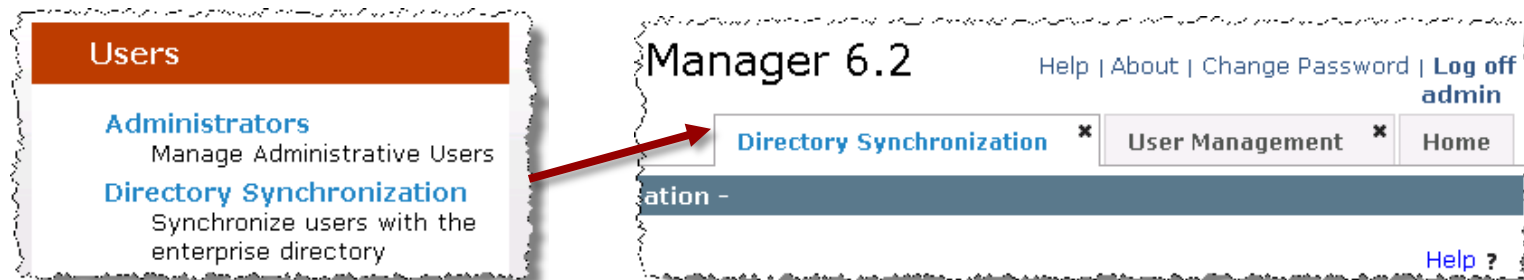 Users
Administrators
Manage Administrative Users
Directory Synchronization
Synchronize users with the
enterprise directory
Manager 6.2
Help | About | Change Password | Log off
admin
Directory Synchronization ✖ User Management ✖ Home
ation -
Help ?